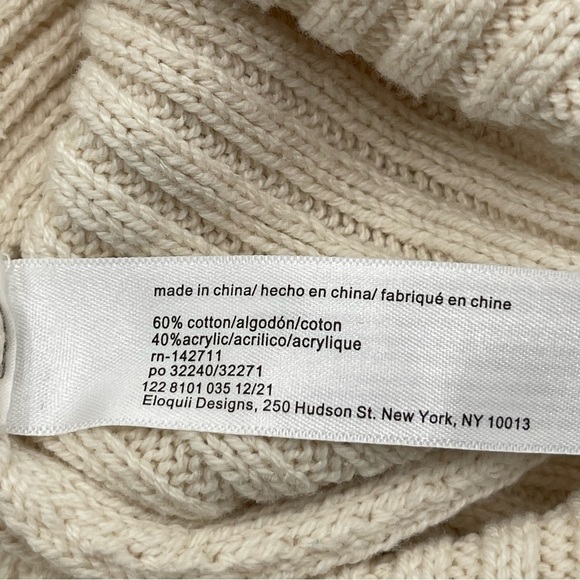 made in china/ hecho en china/ fabriqué en chine
60% cotton/algodón/coton
40%acrylic/acrilico/acrylique
rn-142711
po 32240/32271
122 8101 035 12/21
Eloquii Designs, 250 Hudson St. New York, NY 10013